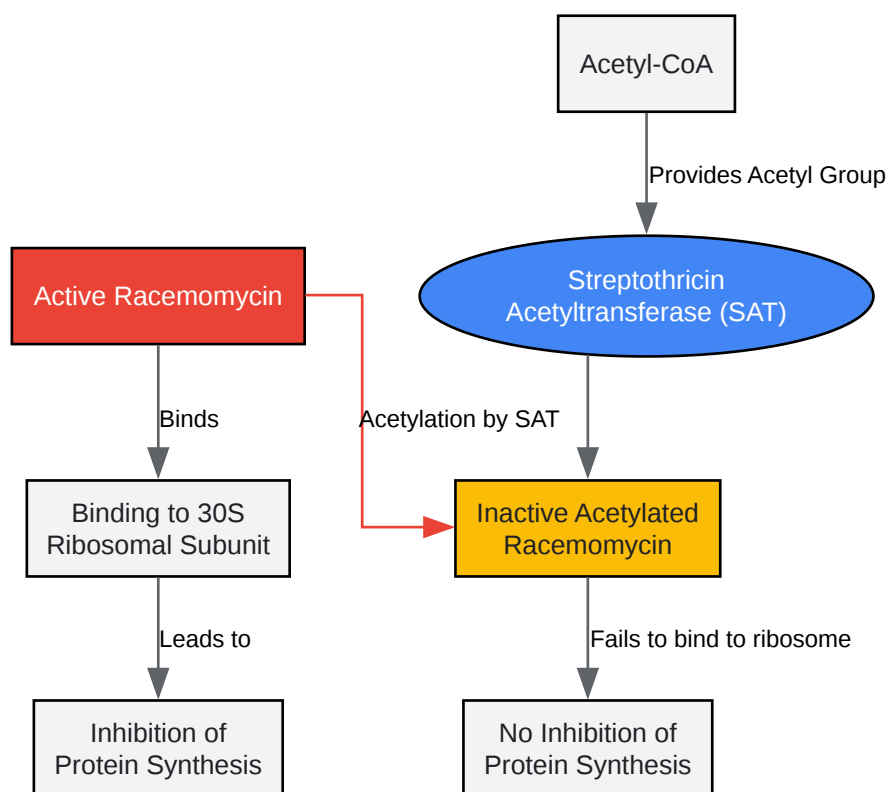 Acetyl-CoA
Provides Acetyl Group
Active Racemomycin
Streptothricin
Acetyltransferase (SAT)
Binds
Acetylation by SAT
Binding to 30S
Ribosomal Subunit
Inactive Acetylated
Racemomycin
Leads to
Fails to bind to ribosome
Inhibition of
Protein Synthesis
No Inhibition of
Protein Synthesis